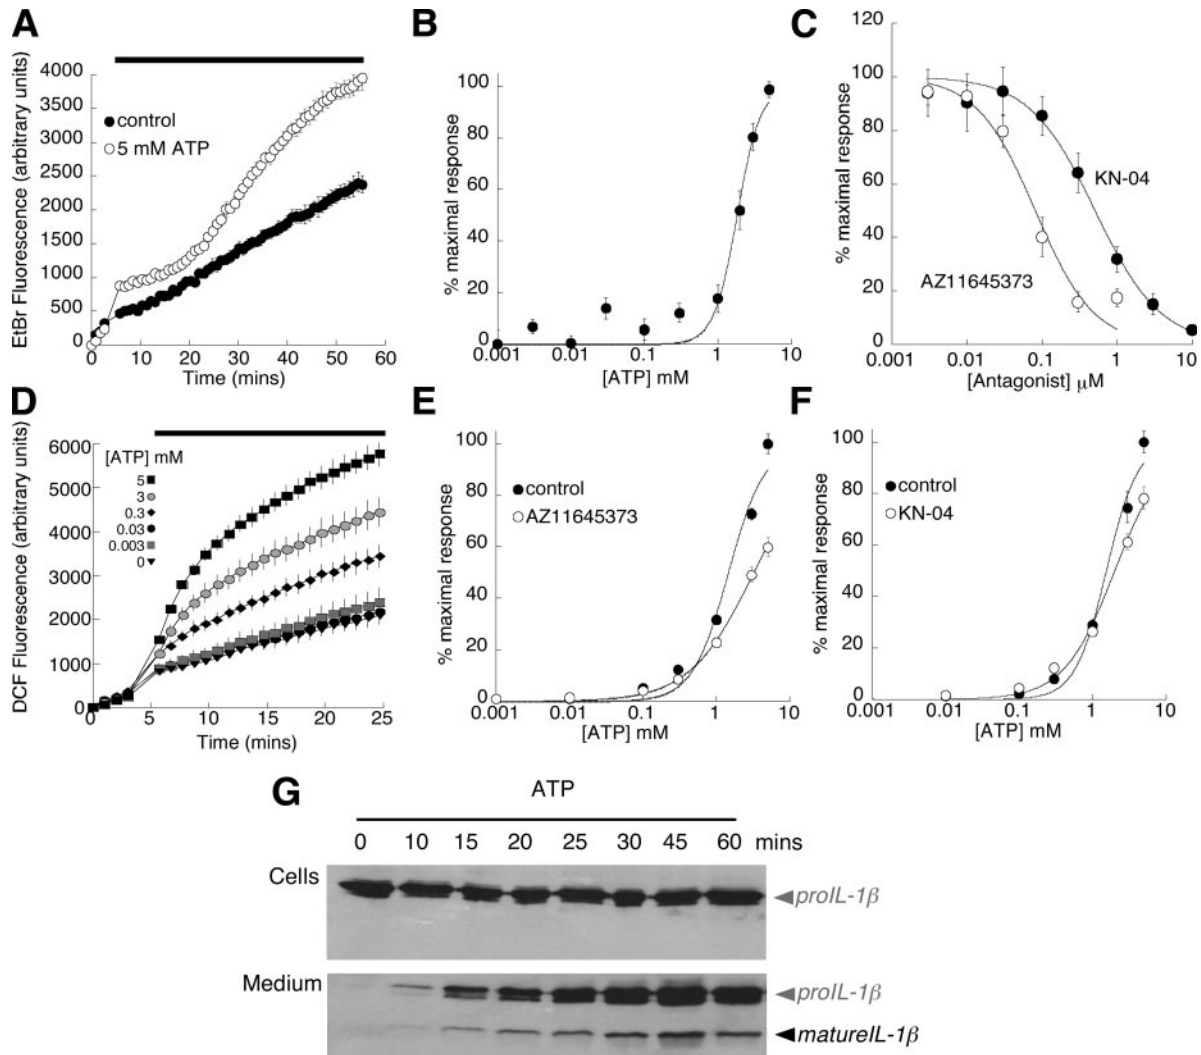 A
EtBr Fluorescence (arbitrary units)
4000
3500
3000
2500
2000
1500
1000
500
0
control
5 mM ATP
0 10 20 30 40 50 60
Time (mins)
B
% maximal response
100
80
60
40
20
0
0.001 0.01 0.1 1 10
[ATP] mM
C
% maximal response
120
100
80
60
40
20
0
KN-04
AZ11645373
0.001 0.01 0.1 1 10
[Antagonist] μM
D
DCF Fluorescence (arbitrary units)
6000
5000
4000
3000
2000
1000
0
[ATP] mM
5
3
0.3
0.03
0.003
0
0 5 10 15 20 25
Time (mins)
E
% maximal response
100
80
60
40
20
0
control
AZ11645373
0.001 0.01 0.1 1 10
[ATP] mM
F
% maximal response
100
80
60
40
20
0
control
KN-04
0.001 0.01 0.1 1 10
[ATP] mM
G
ATP
0 10 15 20 25 30 45 60 mins
Cells
proIL-1β
Medium
proIL-1β
matureIL-1β